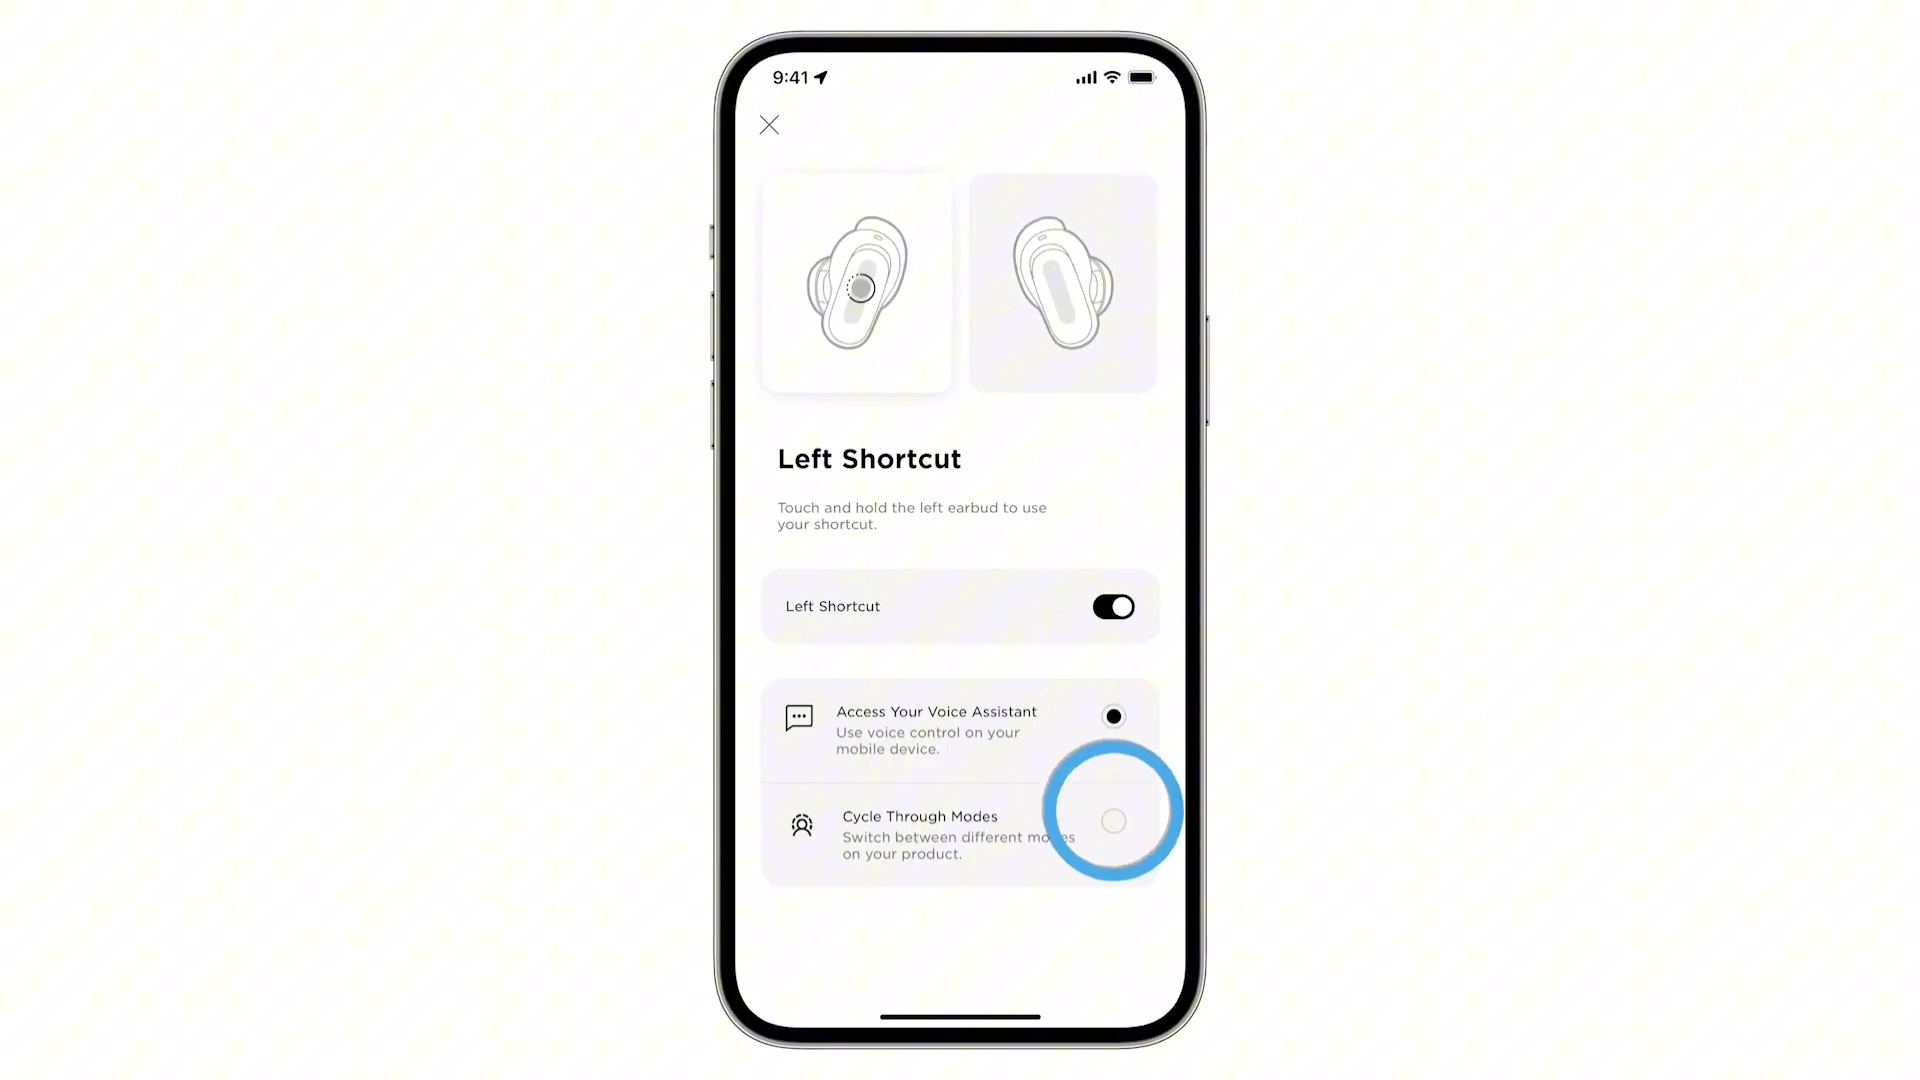 9:41
Left Shortcut
Touch and hold the left earbud to use
your shortcut.
Left Shortcut
Access Your Voice Assistant
Use voice control on your
mobile device.
Cycle Through Modes
Switch between different modes
on your product.